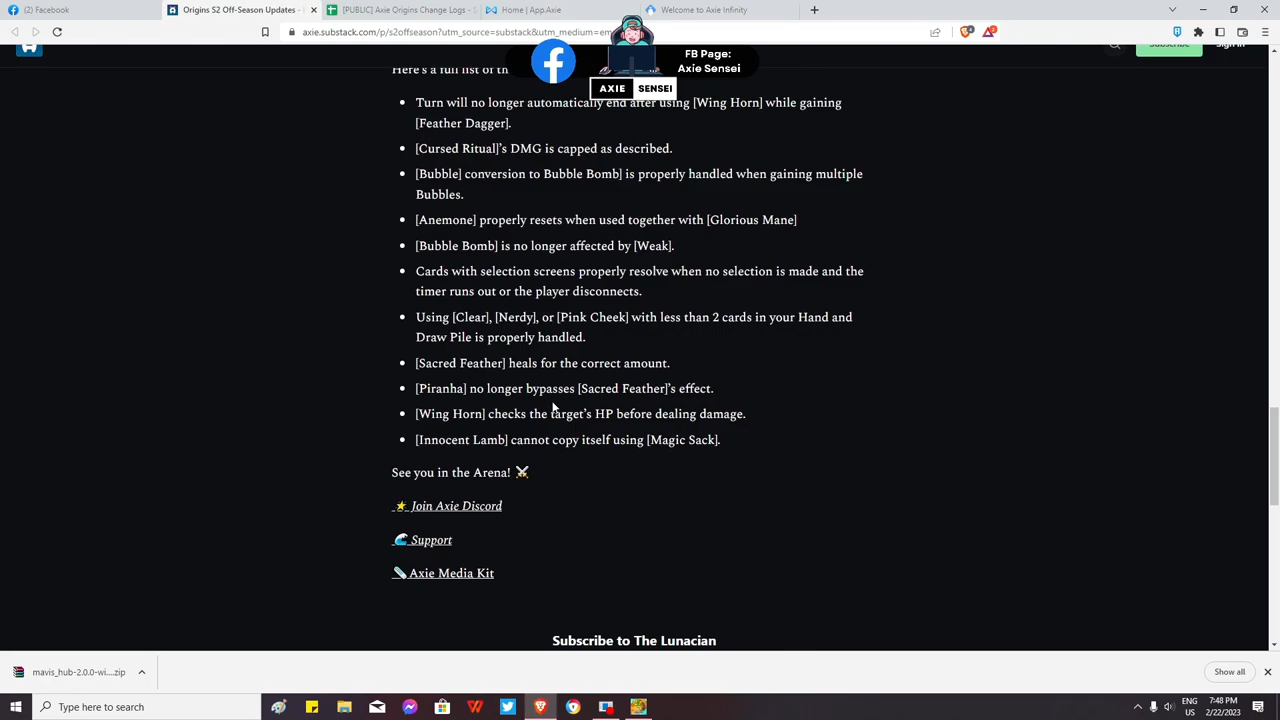 (2) Facebook
Origins S2 Off-Season Updates -
[PUBLIC] Axie Origins Change Logs - S
Home | App.Axie
Welcome to Axie Infinity
axie.substack.com/p/s2offseason?utm_source=substack&utm_medium=em
FB Page:
Axie Sensei
AXIE SENSEI
Subscribe
Sign in
Here's a full list of th
Turn will no longer automatically end after using [Wing Horn] while gaining
[Feather Dagger].
[Cursed Ritual]'s DMG is capped as described.
[Bubble] conversion to Bubble Bomb] is properly handled when gaining multiple
Bubbles.
[Anemone] properly resets when used together with [Glorious Mane]
[Bubble Bomb] is no longer affected by [Weak].
Cards with selection screens properly resolve when no selection is made and the
timer runs out or the player disconnects.
Using [Clear], [Nerdy], or [Pink Cheek] with less than 2 cards in your Hand and
Draw Pile is properly handled.
[Sacred Feather] heals for the correct amount.
[Piranha] no longer bypasses [Sacred Feather]'s effect.
[Wing Horn] checks the target's HP before dealing damage.
[Innocent Lamb] cannot copy itself using [Magic Sack].
See you in the Arena!
Join Axie Discord
Support
Axie Media Kit
Subscribe to The Lunacian
mavis_hub-2.0.0-wi....zip
Show all
Type here to search
ENG
US
7:48 PM
2/22/2023